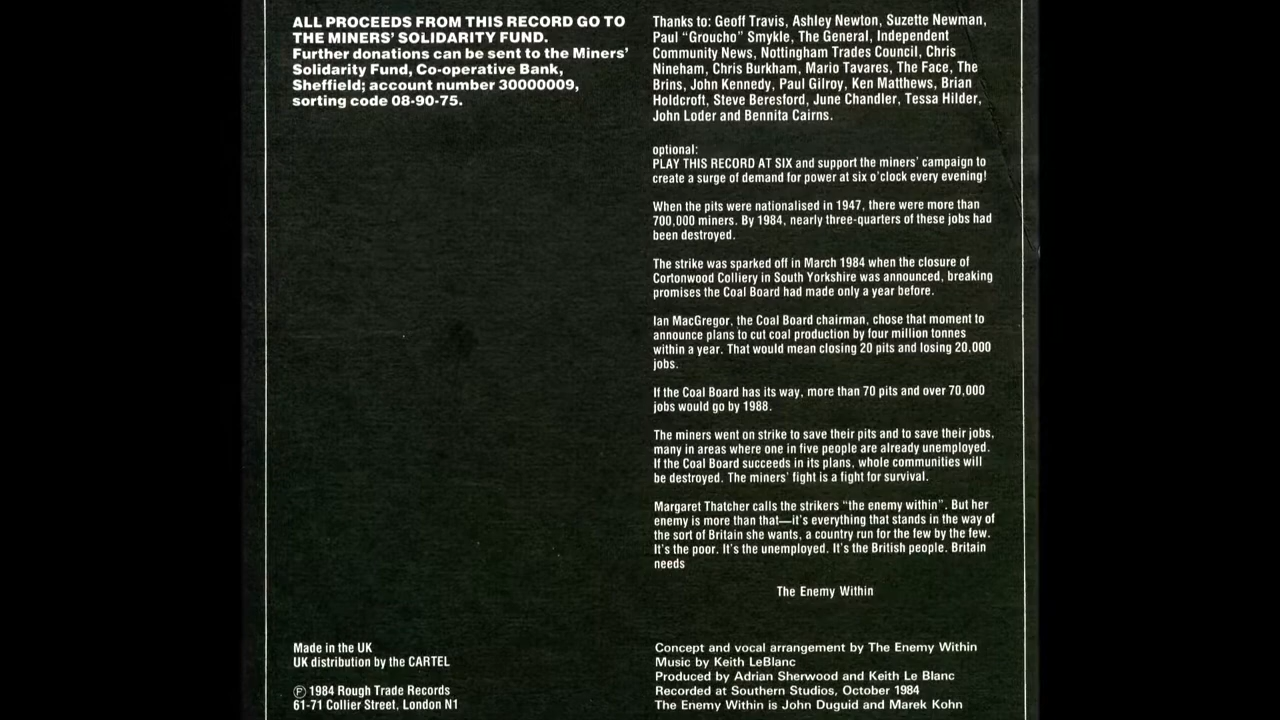 ALL PROCEEDS FROM THIS RECORD GO TO
THE MINERS' SOLIDARITY FUND.
Further donations can be sent to the Miners'
Solidarity Fund, Co-operative Bank,
Sheffield; account number 30000009,
sorting code 08-90-75.
Thanks to: Geoff Travis, Ashley Newton, Suzette Newman,
Paul "Groucho" Smykle, The General, Independent
Community News, Nottingham Trades Council, Chris
Nineham, Chris Burkham, Mario Tavares, The Face, The
Brins, John Kennedy, Paul Gilroy, Ken Matthews, Brian
Holdcroft, Steve Beresford, June Chandler, Tessa Hilder,
John Loder and Bennita Cairns.
optional:
PLAY THIS RECORD AT SIX and support the miners' campaign to
create a surge of demand for power at six o'clock every evening!
When the pits were nationalised in 1947, there were more than
700,000 miners. By 1984, nearly three-quarters of these jobs had
been destroyed.
The strike was sparked off in March 1984 when the closure of
Cortonwood Colliery in South Yorkshire was announced, breaking
promises the Coal Board had made only a year before.
Ian MacGregor, the Coal Board chairman, chose that moment to
announce plans to cut coal production by four million tonnes
within a year. That would mean closing 20 pits and losing 20,000
jobs.
If the Coal Board has its way, more than 70 pits and over 70,000
jobs would go by 1988.
The miners went on strike to save their pits and to save their jobs,
many in areas where one in five people are already unemployed.
If the Coal Board succeeds in its plans, whole communities will
be destroyed. The miners' fight is a fight for survival.
Margaret Thatcher calls the strikers "the enemy within". But her
enemy is more than that—it's everything that stands in the way of
the sort of Britain she wants, a country run for the few by the few.
It's the poor. It's the unemployed. It's the British people. Britain
needs
The Enemy Within
Made in the UK
UK distribution by the CARTEL
Ⓟ 1984 Rough Trade Records
61-71 Collier Street, London N1
Concept and vocal arrangement by The Enemy Within
Music by Keith LeBlanc
Produced by Adrian Sherwood and Keith Le Blanc
Recorded at Southern Studios, October 1984
The Enemy Within is John Duguid and Marek Kohn